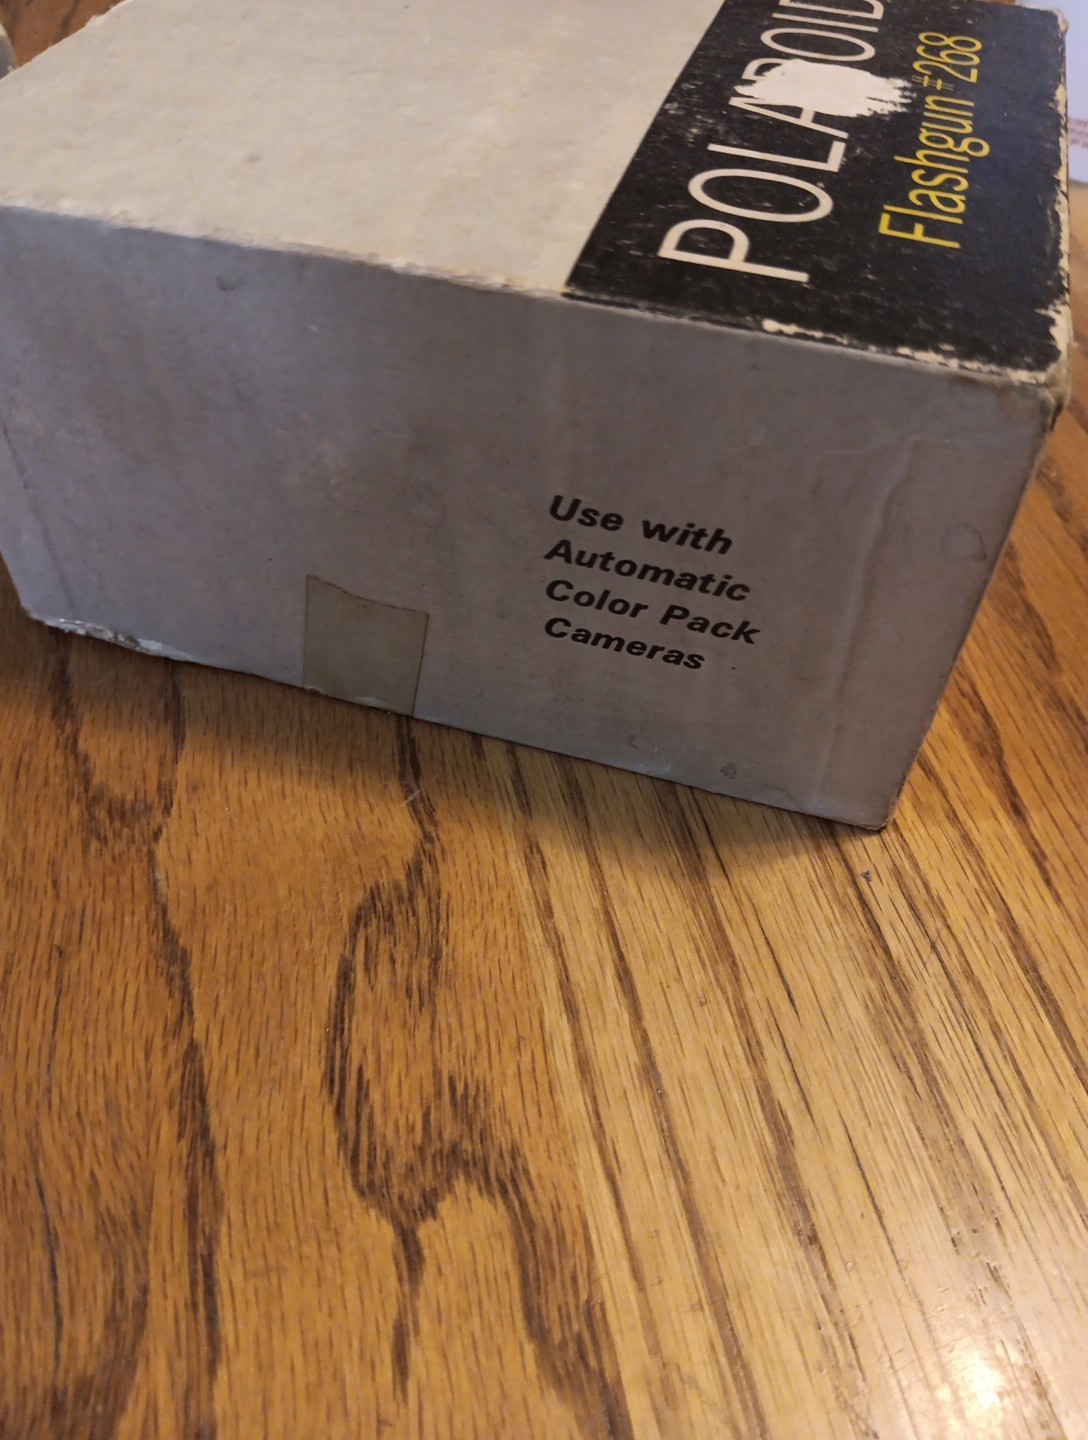 POLAROID
Flashgun #268
Use with
Automatic
Color Pack
Cameras